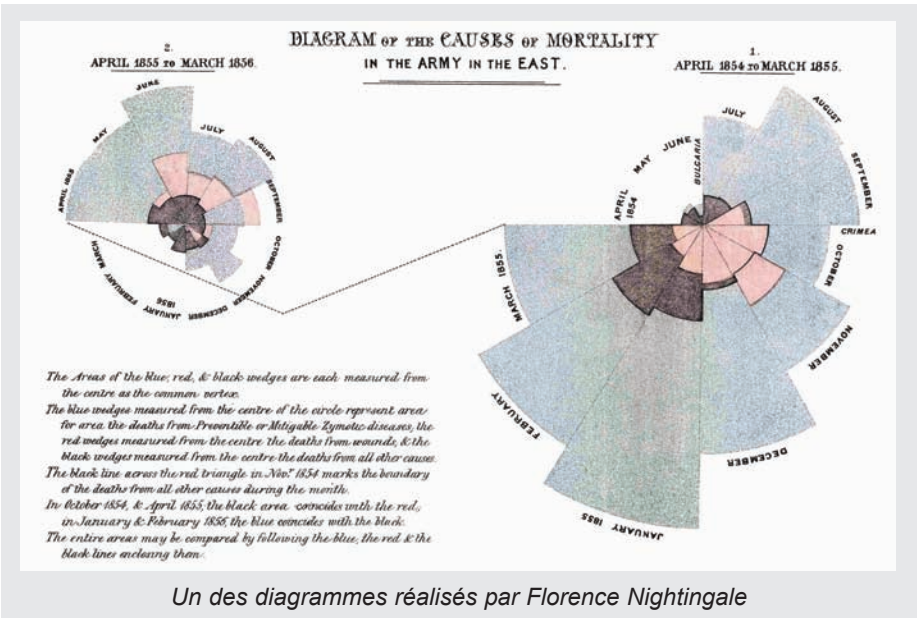 DIAGRAM OF THE CAUSES OF MORTALITY
IN THE ARMY IN THE EAST.
2.
APRIL 1855 TO MARCH 1856.
1.
APRIL 1854 TO MARCH 1855.
APRIL 1855
MAY
JUNE
JULY
AUGUST
SEPTEMBER
OCTOBER
NOVEMBER
DECEMBER
JANUARY
1856
FEBRUARY
MARCH
APRIL
1854
MAY
JUNE
BULGARIA
JULY
AUGUST
SEPTEMBER
CRIMEA
OCTOBER
NOVEMBER
DECEMBER
JANUARY 1855
FEBRUARY
MARCH 1855.
The Areas of the blue, red, & black wedges are each measured from
the centre as the common vertex.
The blue wedges measured from the centre of the circle represent area
for area the deaths from Preventible or Mitigable Zymotic diseases, the
red wedges measured from the centre the deaths from wounds, & the
black wedges measured from the centre the deaths from all other causes.
The black line across the red triangle in Novr. 1854 marks the boundary
of the deaths from all other causes during the month.
In October 1854, & April 1855, the black area coincides with the red,
in January & February 1856, the blue coincides with the black.
The entire areas may be compared by following the blue, the red & the
black lines enclosing them.
Un des diagrammes réalisés par Florence Nightingale